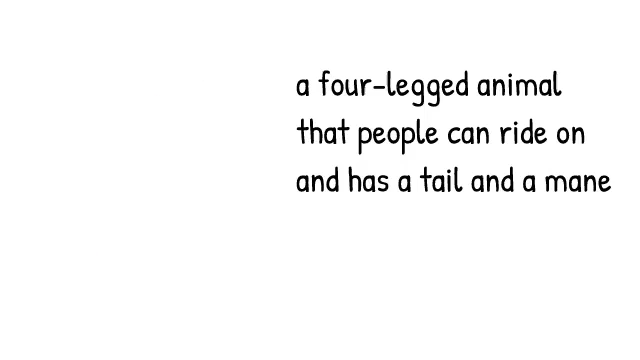 a four-legged animal
that people can ride on
and has a tail and a mane